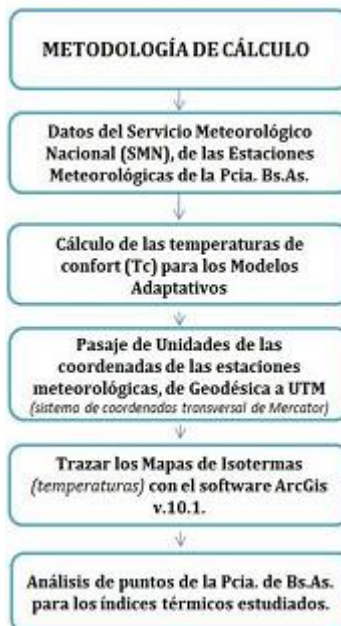 METODOLOGÍA DE CÁLCULO
Datos del Servicio Meteorológico
Nacional (SMN), de las Estaciones
Meteorológicas de la Pcia. Bs.As.
Cálculo de las temperaturas de
confort (Tc) para los Modelos
Adaptativos
Pasaje de Unidades de las
coordenadas de las estaciones
meteorológicas, de Geodésica a UTM
(sistema de coordenadas transversal de Mercator)
Trazar los Mapas de Isotermas
(temperaturas) con el software ArcGis
v.10.1.
Análisis de puntos de la Pcia. de Bs.As.
para los índices térmicos estudiados.